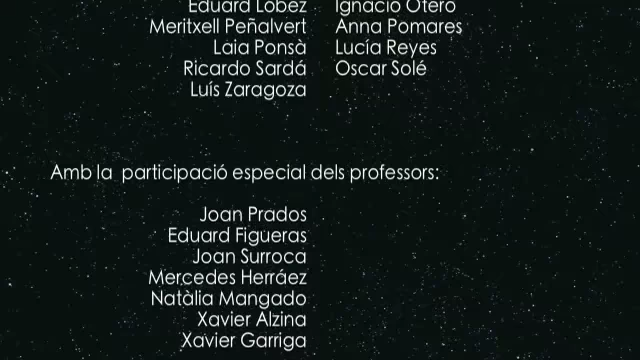 Eduard Lobez Ignacio Otero
Meritxell Peñalvert Anna Pomares
Laia Ponsà Lucía Reyes
Ricardo Sardá Oscar Solé
Luís Zaragoza
Amb la participació especial dels professors:
Joan Prados
Eduard Figueras
Joan Surroca
Mercedes Herráez
Natàlia Mangado
Xavier Alzina
Xavier Garriga